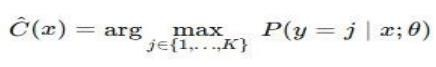 Ĉ(x) = arg max_{j∈{1,...,K}} P(y = j | x; θ)